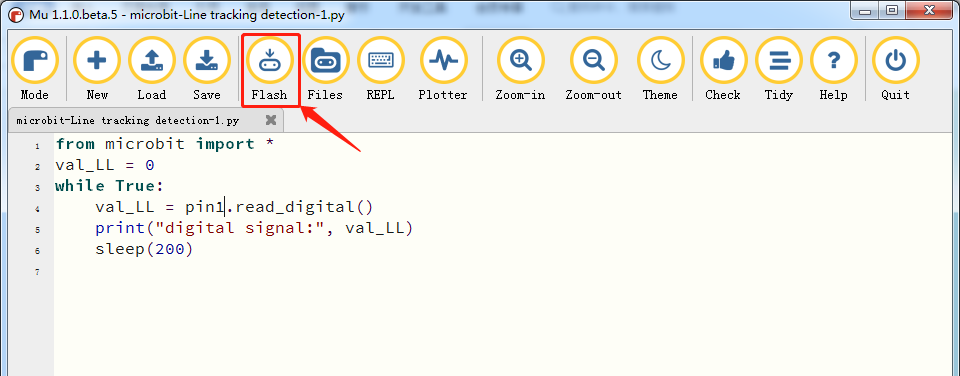 Mu 1.1.0.beta.5 - microbit-Line tracking detection-1.py
Mode New Load Save Flash Files REPL Plotter Zoom-in Zoom-out Theme Check Tidy Help Quit
microbit-Line tracking detection-1.py
1 from microbit import *
2 val_LL = 0
3 while True:
4     val_LL = pin1.read_digital()
5     print("digital signal:", val_LL)
6     sleep(200)
7